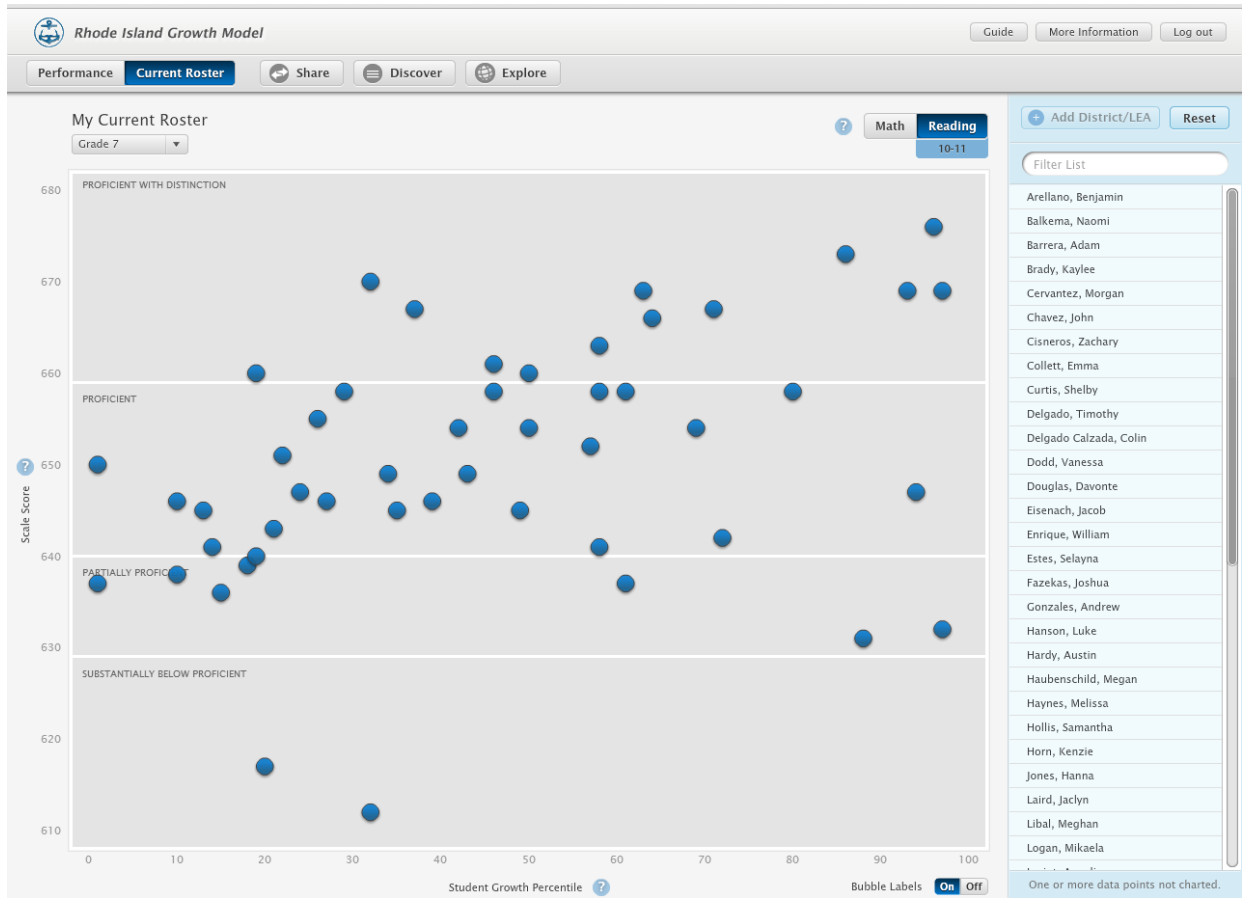 Rhode Island Growth Model
Guide
More Information
Log out
Performance
Current Roster
Share
Discover
Explore
My Current Roster
Grade 7
?
Math
Reading
10-11
680
670
660
650
640
630
620
610
? Scale Score
PROFICIENT WITH DISTINCTION
PROFICIENT
PARTIALLY PROFICIENT
SUBSTANTIALLY BELOW PROFICIENT
0 10 20 30 40 50 60 70 80 90 100
Student Growth Percentile ?
Bubble Labels On Off
+ Add District/LEA
Reset
Filter List
Arellano, Benjamin
Balkema, Naomi
Barrera, Adam
Brady, Kaylee
Cervantez, Morgan
Chavez, John
Cisneros, Zachary
Collett, Emma
Curtis, Shelby
Delgado, Timothy
Delgado Calzada, Colin
Dodd, Vanessa
Douglas, Davonte
Eisenach, Jacob
Enrique, William
Estes, Selayna
Fazekas, Joshua
Gonzales, Andrew
Hanson, Luke
Hardy, Austin
Haubenschild, Megan
Haynes, Melissa
Hollis, Samantha
Horn, Kenzie
Jones, Hanna
Laird, Jaclyn
Libal, Meghan
Logan, Mikaela
One or more data points not charted.